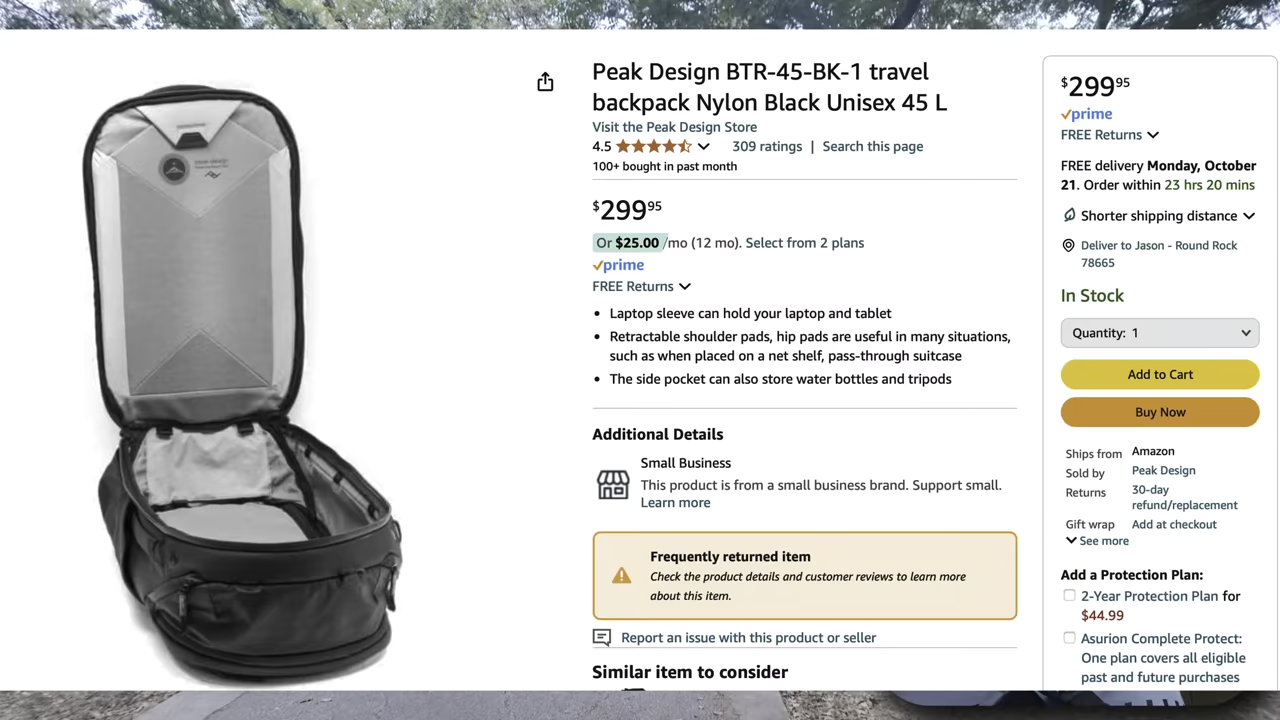 peak design
Peak Design BTR-45-BK-1 travel
backpack Nylon Black Unisex 45 L
Visit the Peak Design Store
4.5
309 ratings | Search this page
100+ bought in past month
$299 95
Or $25.00 /mo (12 mo). Select from 2 plans
prime
FREE Returns
• Laptop sleeve can hold your laptop and tablet
• Retractable shoulder pads, hip pads are useful in many situations,
such as when placed on a net shelf, pass-through suitcase
• The side pocket can also store water bottles and tripods
Additional Details
Small Business
This product is from a small business brand. Support small.
Learn more
Frequently returned item
Check the product details and customer reviews to learn more
about this item.
Report an issue with this product or seller
Similar item to consider
$299 95
prime
FREE Returns
FREE delivery Monday, October
21. Order within 23 hrs 20 mins
Shorter shipping distance
Deliver to Jason - Round Rock
78665
In Stock
Quantity: 1
Add to Cart
Buy Now
Ships from Amazon
Sold by Peak Design
Returns 30-day
refund/replacement
Gift wrap Add at checkout
See more
Add a Protection Plan:
2-Year Protection Plan for
$44.99
Asurion Complete Protect:
One plan covers all eligible
past and future purchases